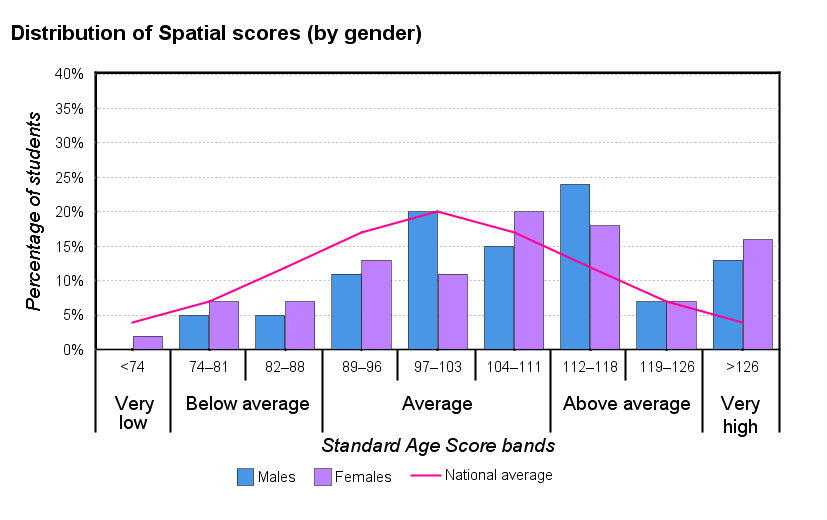 Distribution of Spatial scores (by gender)
Percentage of students
40%
35%
30%
25%
20%
15%
10%
5%
0%
<74 74–81 82–88 89–96 97–103 104–111 112–118 119–126 >126
Very low Below average Average Above average Very high
Standard Age Score bands
Males Females National average